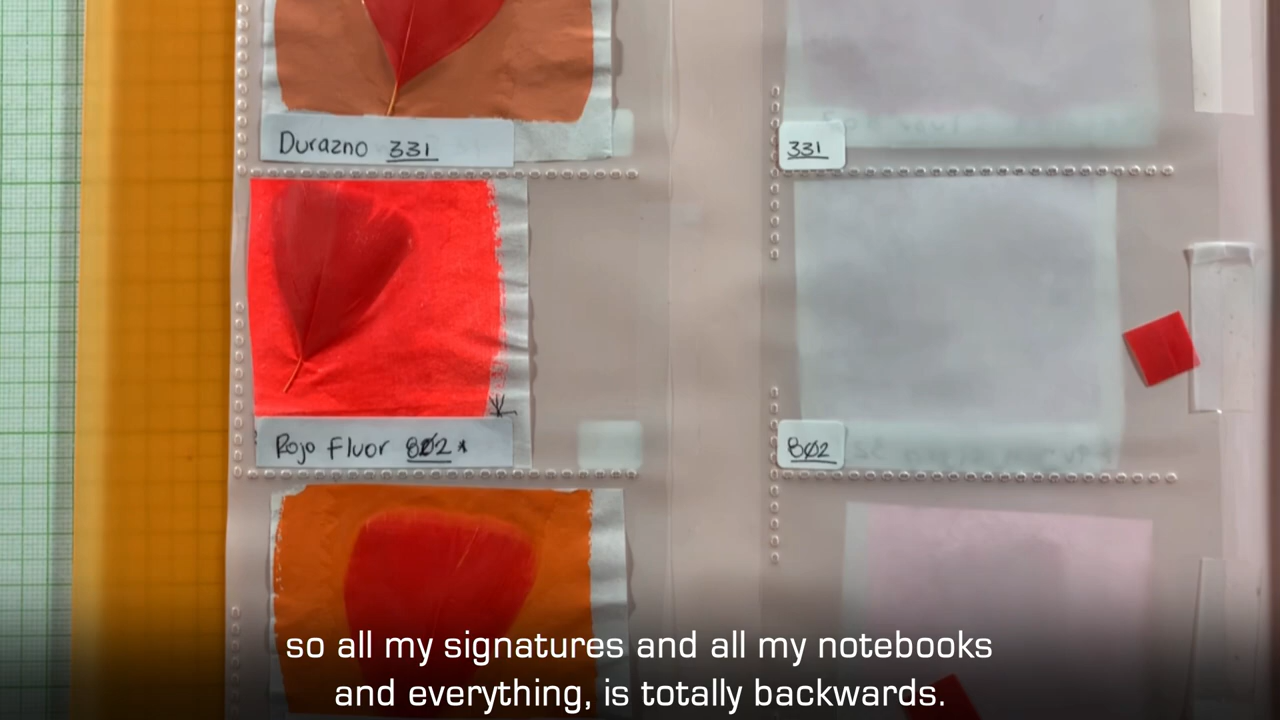 Durazno 331
331
Rojo Fluor 802*
802
so all my signatures and all my notebooks
and everything, is totally backwards.